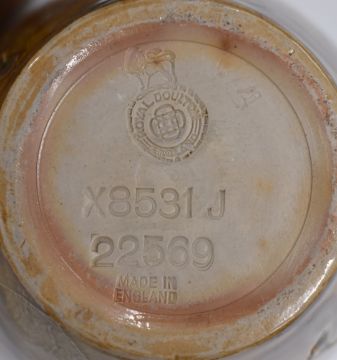 ROYAL DOULTON
X8531 J
22569
MADE IN
ENGLAND